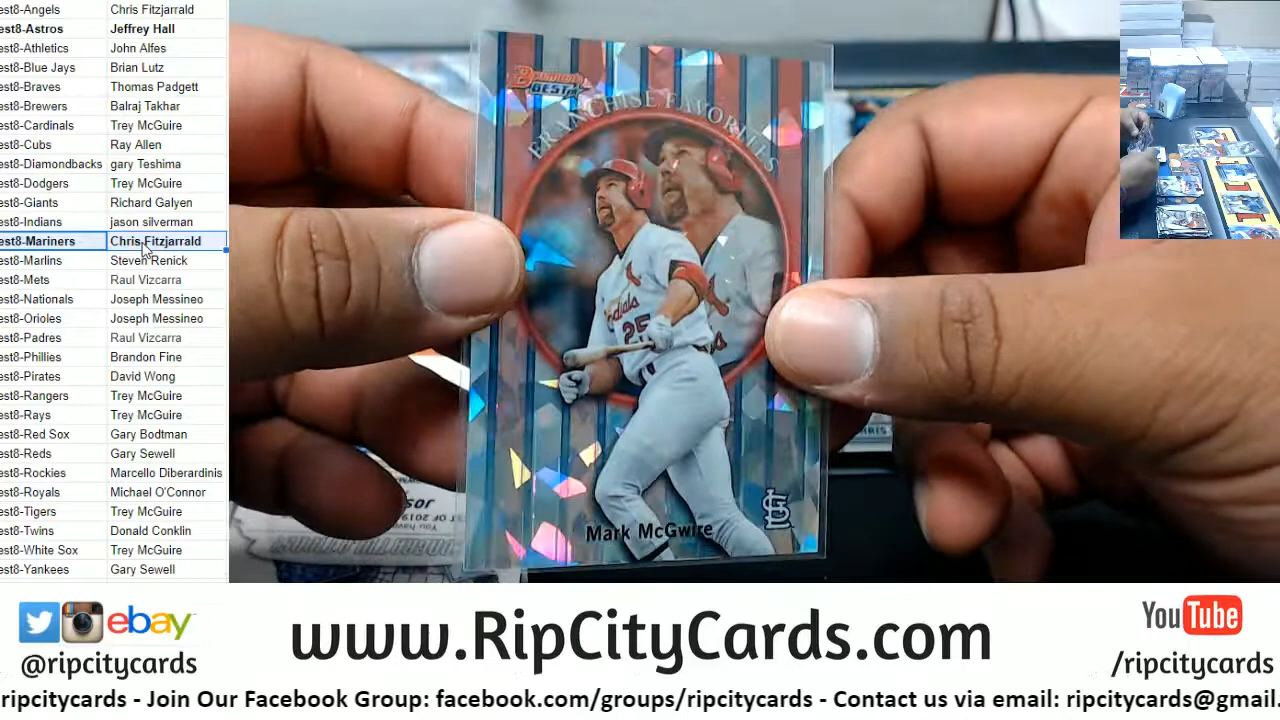 est8-Angels Chris Fitzjarrald
est8-Astros Jeffrey Hall
est8-Athletics John Alfes
est8-Blue Jays Brian Lutz
est8-Braves Thomas Padgett
est8-Brewers Balraj Takhar
est8-Cardinals Trey McGuire
est8-Cubs Ray Allen
est8-Diamondbacks gary Teshima
est8-Dodgers Trey McGuire
est8-Giants Richard Galyen
est8-Indians jason silverman
est8-Mariners Chris Fitzjarrald
est8-Marlins Steven Renick
est8-Mets Raul Vizcarra
est8-Nationals Joseph Messineo
est8-Orioles Joseph Messineo
est8-Padres Raul Vizcarra
est8-Phillies Brandon Fine
est8-Pirates David Wong
est8-Rangers Trey McGuire
est8-Rays Trey McGuire
est8-Red Sox Gary Bodtman
est8-Reds Gary Sewell
est8-Rockies Marcello Diberardinis
est8-Royals Michael O'Connor
est8-Tigers Trey McGuire
est8-Twins Donald Conklin
est8-White Sox Trey McGuire
est8-Yankees Gary Sewell
Bowman's
BEST
FRANCHISE FAVORITES
25
Mark McGwire
STL
ebay
@ripcitycards
www.RipCityCards.com
YouTube
/ripcitycards
ripcitycards - Join Our Facebook Group: facebook.com/groups/ripcitycards - Contact us via email: ripcitycards@gmail.